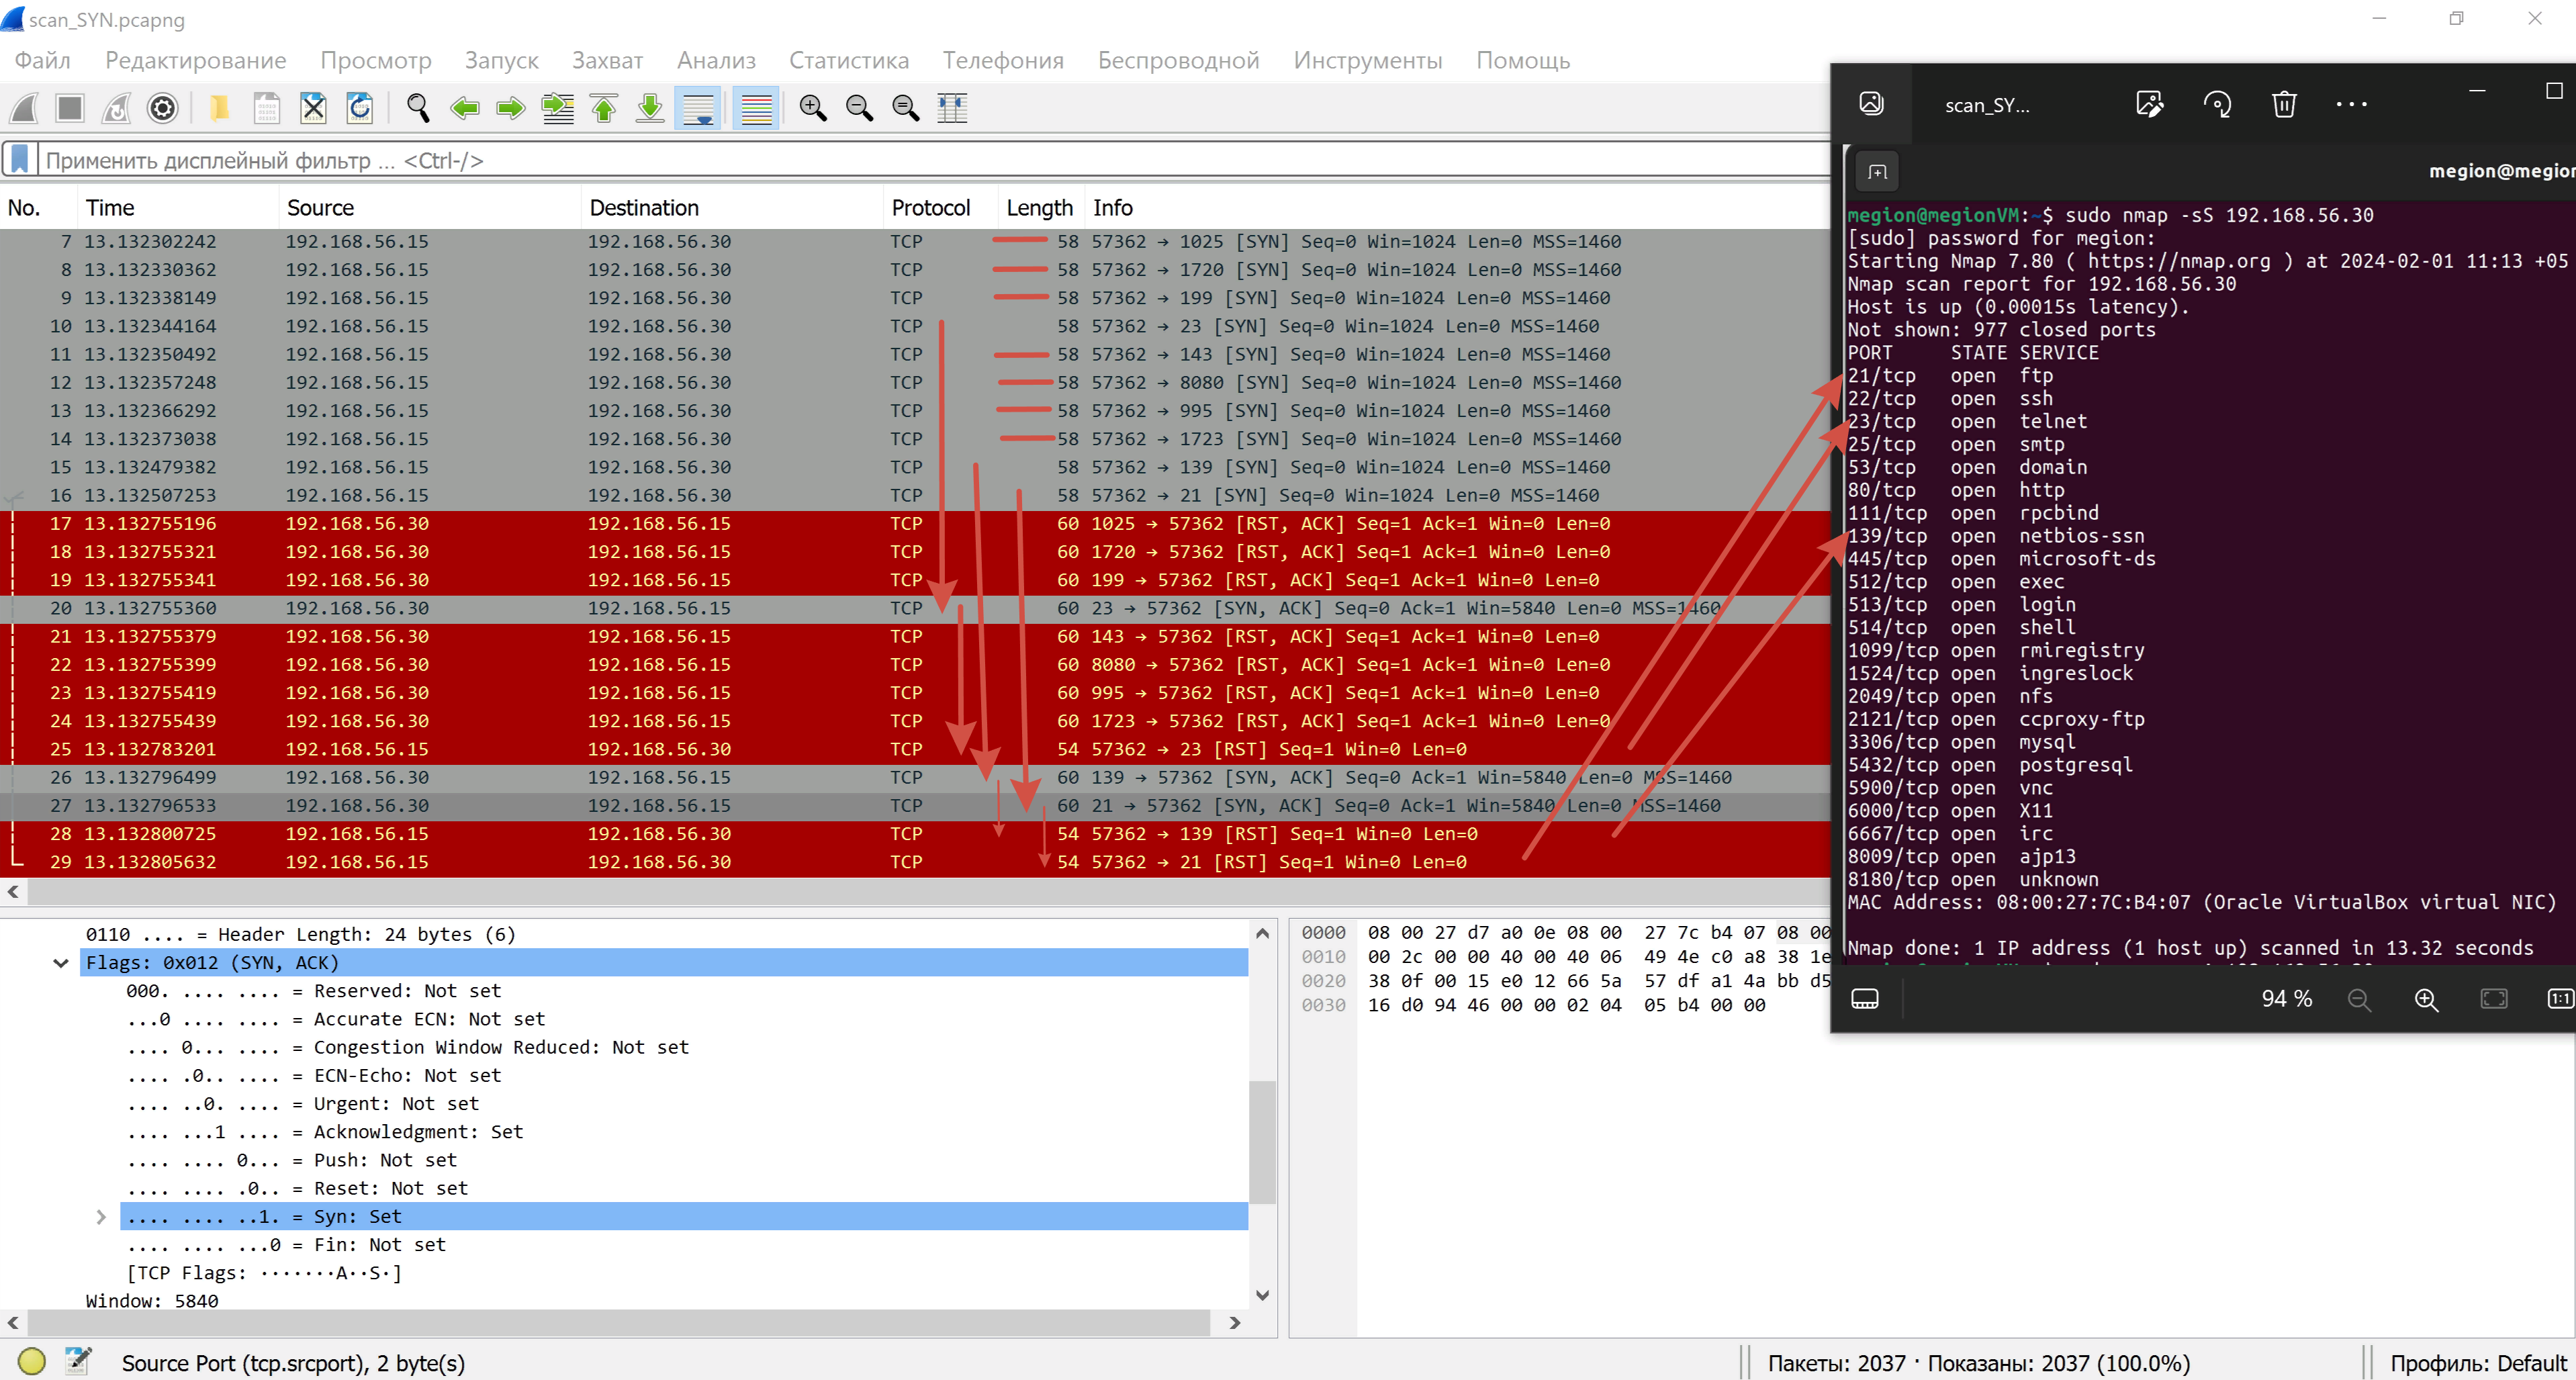 scan_SYN.pcapng
Файл Редактирование Просмотр Запуск Захват Анализ Статистика Телефония Беспроводной Инструменты Помощь
Применить дисплейный фильтр ... <Ctrl-/>
No. Time Source Destination Protocol Length Info
7 13.132302242 192.168.56.15 192.168.56.30 TCP 58 57362 → 1025 [SYN] Seq=0 Win=1024 Len=0 MSS=1460
8 13.132330362 192.168.56.15 192.168.56.30 TCP 58 57362 → 1720 [SYN] Seq=0 Win=1024 Len=0 MSS=1460
9 13.132338149 192.168.56.15 192.168.56.30 TCP 58 57362 → 199 [SYN] Seq=0 Win=1024 Len=0 MSS=1460
10 13.132344164 192.168.56.15 192.168.56.30 TCP 58 57362 → 23 [SYN] Seq=0 Win=1024 Len=0 MSS=1460
11 13.132350492 192.168.56.15 192.168.56.30 TCP 58 57362 → 143 [SYN] Seq=0 Win=1024 Len=0 MSS=1460
12 13.132357248 192.168.56.15 192.168.56.30 TCP 58 57362 → 8080 [SYN] Seq=0 Win=1024 Len=0 MSS=1460
13 13.132366292 192.168.56.15 192.168.56.30 TCP 58 57362 → 995 [SYN] Seq=0 Win=1024 Len=0 MSS=1460
14 13.132373038 192.168.56.15 192.168.56.30 TCP 58 57362 → 1723 [SYN] Seq=0 Win=1024 Len=0 MSS=1460
15 13.132479382 192.168.56.15 192.168.56.30 TCP 58 57362 → 139 [SYN] Seq=0 Win=1024 Len=0 MSS=1460
16 13.132507253 192.168.56.15 192.168.56.30 TCP 58 57362 → 21 [SYN] Seq=0 Win=1024 Len=0 MSS=1460
17 13.132755196 192.168.56.30 192.168.56.15 TCP 60 1025 → 57362 [RST, ACK] Seq=1 Ack=1 Win=0 Len=0
18 13.132755321 192.168.56.30 192.168.56.15 TCP 60 1720 → 57362 [RST, ACK] Seq=1 Ack=1 Win=0 Len=0
19 13.132755341 192.168.56.30 192.168.56.15 TCP 60 199 → 57362 [RST, ACK] Seq=1 Ack=1 Win=0 Len=0
20 13.132755360 192.168.56.30 192.168.56.15 TCP 60 23 → 57362 [SYN, ACK] Seq=0 Ack=1 Win=5840 Len=0 MSS=1460
21 13.132755379 192.168.56.30 192.168.56.15 TCP 60 143 → 57362 [RST, ACK] Seq=1 Ack=1 Win=0 Len=0
22 13.132755399 192.168.56.30 192.168.56.15 TCP 60 8080 → 57362 [RST, ACK] Seq=1 Ack=1 Win=0 Len=0
23 13.132755419 192.168.56.30 192.168.56.15 TCP 60 995 → 57362 [RST, ACK] Seq=1 Ack=1 Win=0 Len=0
24 13.132755439 192.168.56.30 192.168.56.15 TCP 60 1723 → 57362 [RST, ACK] Seq=1 Ack=1 Win=0 Len=0
25 13.132783201 192.168.56.15 192.168.56.30 TCP 54 57362 → 23 [RST] Seq=1 Win=0 Len=0
26 13.132796499 192.168.56.30 192.168.56.15 TCP 60 139 → 57362 [SYN, ACK] Seq=0 Ack=1 Win=5840 Len=0 MSS=1460
27 13.132796533 192.168.56.30 192.168.56.15 TCP 60 21 → 57362 [SYN, ACK] Seq=0 Ack=1 Win=5840 Len=0 MSS=1460
28 13.132800725 192.168.56.15 192.168.56.30 TCP 54 57362 → 139 [RST] Seq=1 Win=0 Len=0
29 13.132805632 192.168.56.15 192.168.56.30 TCP 54 57362 → 21 [RST] Seq=1 Win=0 Len=0
0110 .... = Header Length: 24 bytes (6)
Flags: 0x012 (SYN, ACK)
000. .... .... = Reserved: Not set
...0 .... .... = Accurate ECN: Not set
.... 0... .... = Congestion Window Reduced: Not set
.... .0.. .... = ECN-Echo: Not set
.... ..0. .... = Urgent: Not set
.... ...1 .... = Acknowledgment: Set
.... .... 0... = Push: Not set
.... .... .0.. = Reset: Not set
.... .... ..1. = Syn: Set
.... .... ...0 = Fin: Not set
[TCP Flags: ·······A··S·]
Window: 5840
0000 08 00 27 d7 a0 0e 08 00 27 7c b4 07 08 00
0010 00 2c 00 00 40 00 40 06 49 4e c0 a8 38 1e
0020 38 0f 00 15 e0 12 66 5a 57 df a1 4a bb d5
0030 16 d0 94 46 00 00 02 04 05 b4 00 00
Source Port (tcp.srcport), 2 byte(s)
Пакеты: 2037 · Показаны: 2037 (100.0%)
Профиль: Default
scan_SY...
megion@megion
megion@megionVM:~$ sudo nmap -sS 192.168.56.30
[sudo] password for megion:
Starting Nmap 7.80 ( https://nmap.org ) at 2024-02-01 11:13 +05
Nmap scan report for 192.168.56.30
Host is up (0.00015s latency).
Not shown: 977 closed ports
PORT STATE SERVICE
21/tcp open ftp
22/tcp open ssh
23/tcp open telnet
25/tcp open smtp
53/tcp open domain
80/tcp open http
111/tcp open rpcbind
139/tcp open netbios-ssn
445/tcp open microsoft-ds
512/tcp open exec
513/tcp open login
514/tcp open shell
1099/tcp open rmiregistry
1524/tcp open ingreslock
2049/tcp open nfs
2121/tcp open ccproxy-ftp
3306/tcp open mysql
5432/tcp open postgresql
5900/tcp open vnc
6000/tcp open X11
6667/tcp open irc
8009/tcp open ajp13
8180/tcp open unknown
MAC Address: 08:00:27:7C:B4:07 (Oracle VirtualBox virtual NIC)
Nmap done: 1 IP address (1 host up) scanned in 13.32 seconds
94 %
1:1